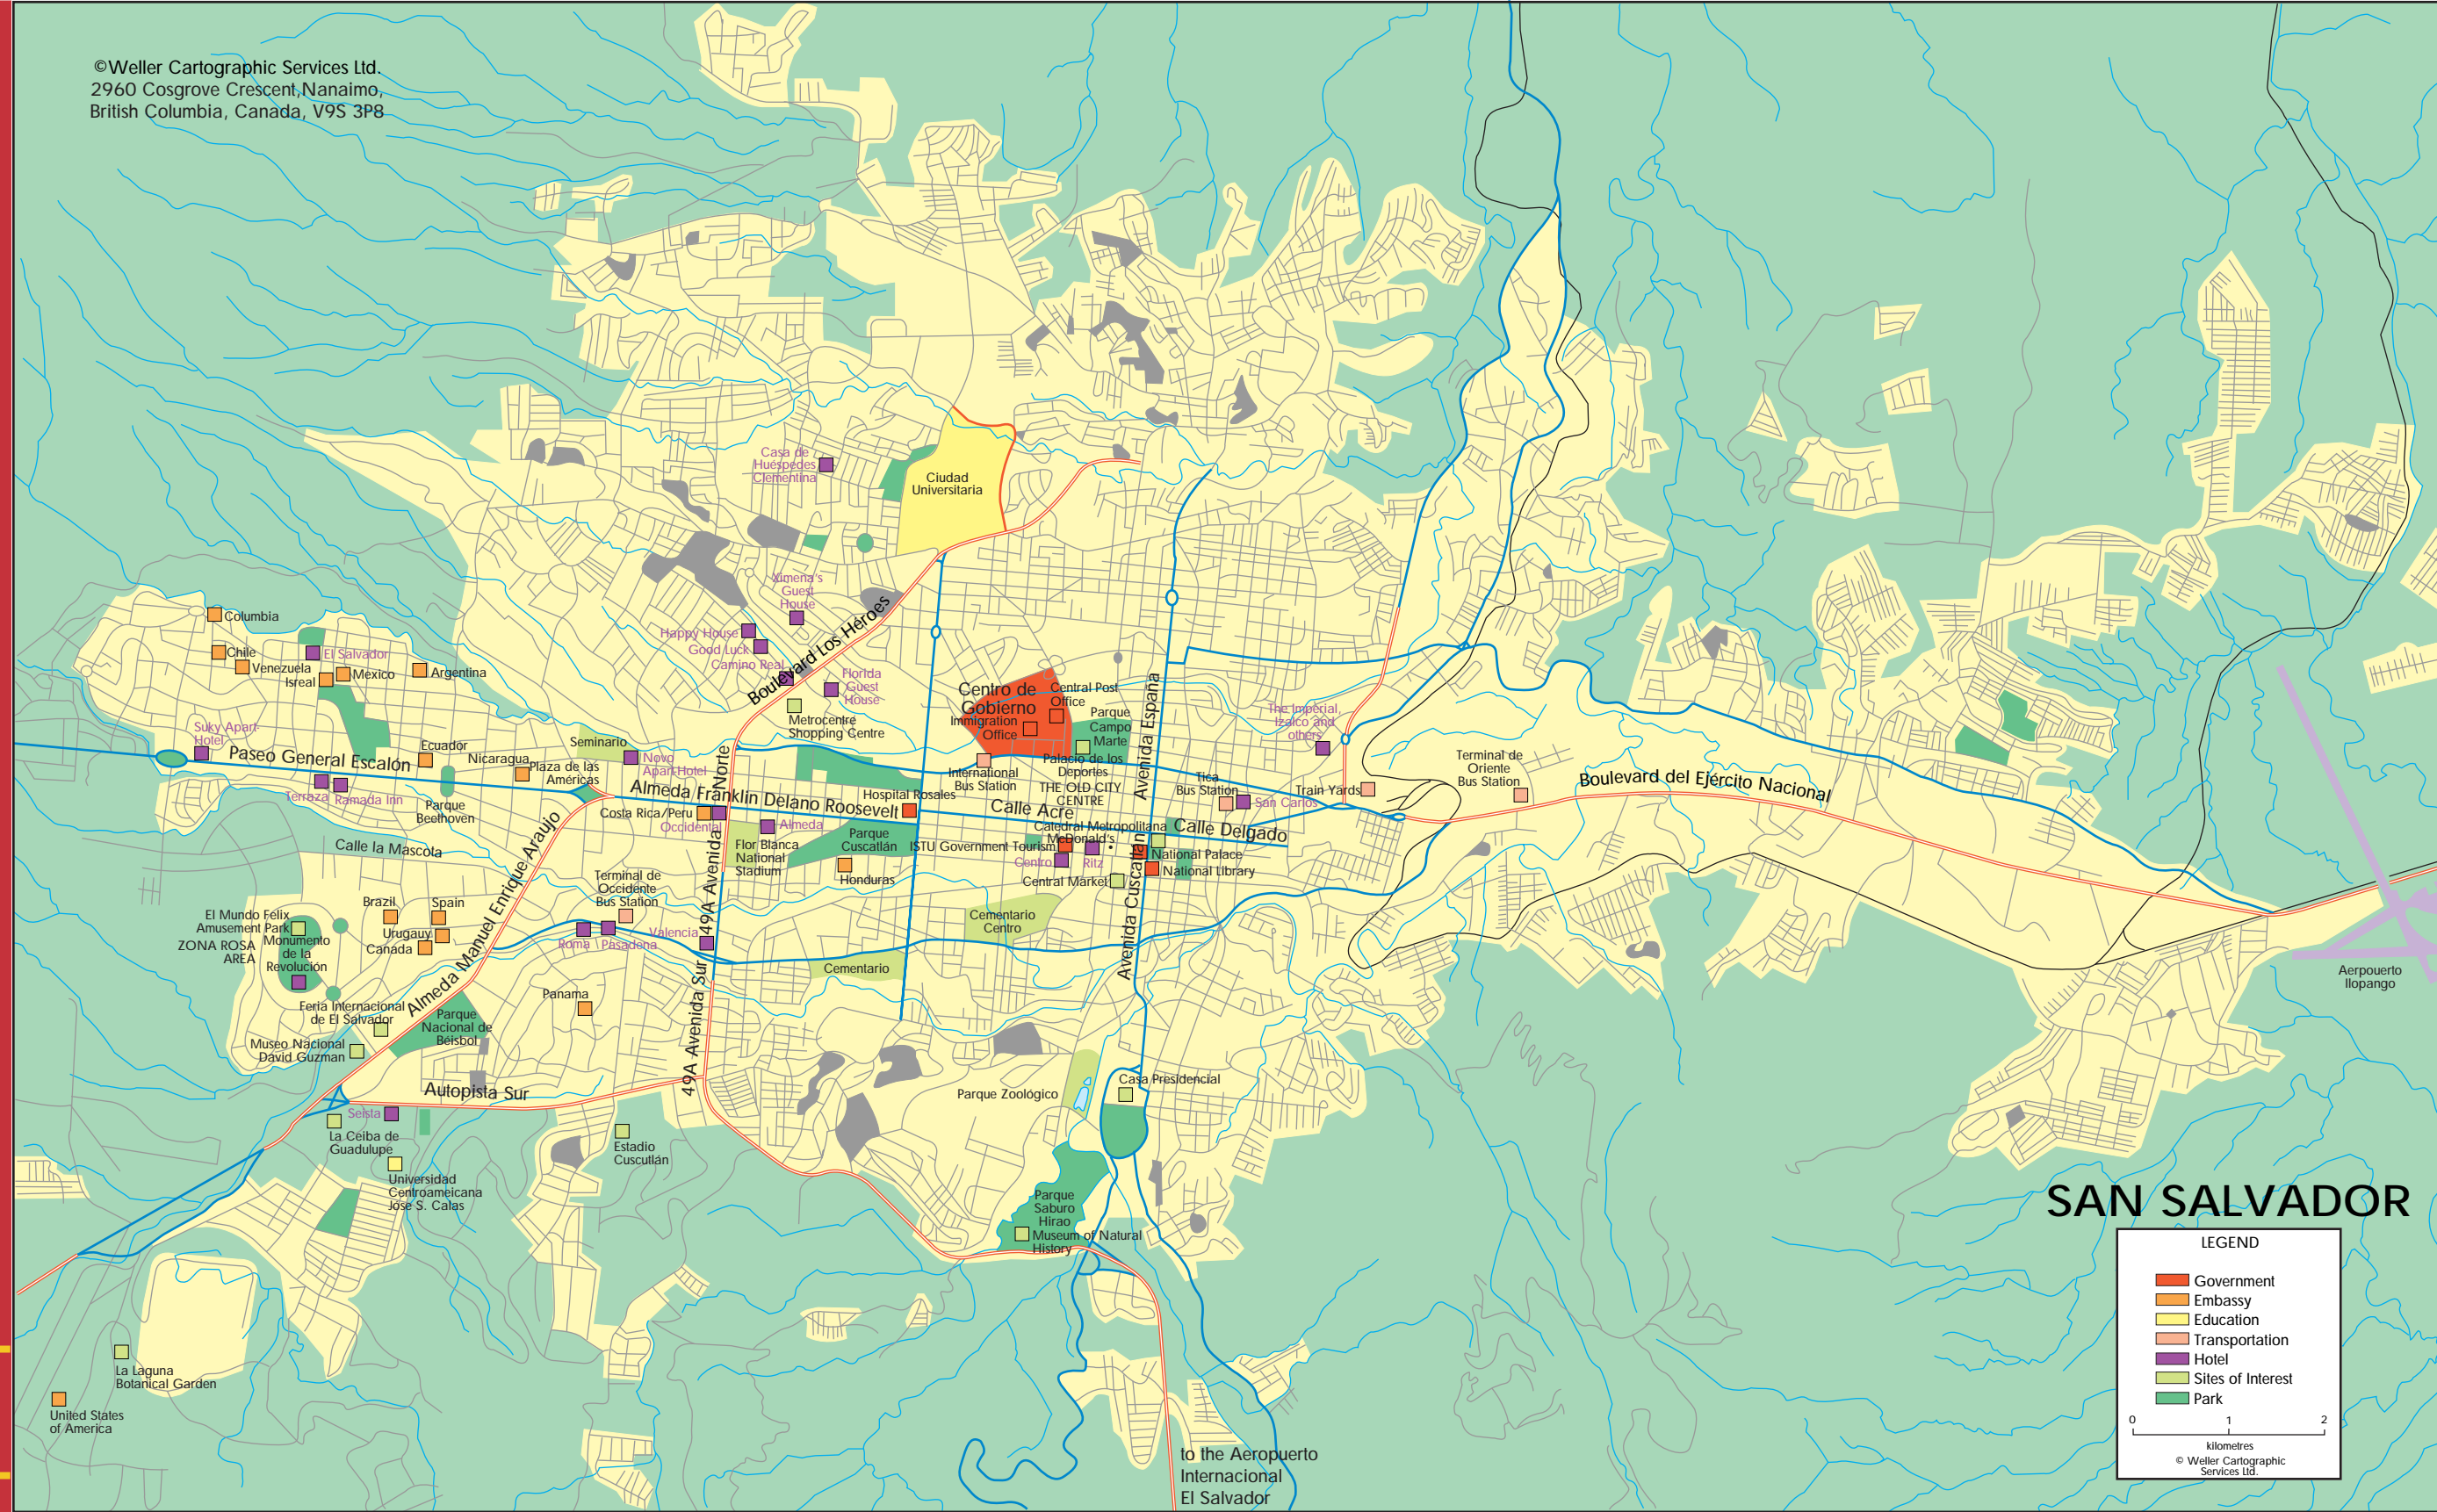 ©Weller Cartographic Services Ltd.
2960 Cosgrove Crescent,Nanaimo,
British Columbia, Canada, V9S 3P8
Casa de
Huéspedes
Clementina
Ciudad
Universitaria
Ximena's
Guest
House
Columbia
Happy House
Good Luck
Camino Real
Boulevard Los Héroes
Chile
El Salvador
Venezuela
Isreal
Mexico
Argentina
Florida
Guest
House
Metrocentre
Shopping Centre
Centro de
Gobierno
Central Post
Office
Immigration
Office
Parque
Campo
Marte
Avenida España
The Imperial,
Izalco and
others
Suky Apart-
Hotel
Paseo General Escalón
Ecuador
Nicaragua
Seminario
Plaza de las
Américas
Novo
Apart-Hotel
International
Bus Station
Palacio de los
Deportes
THE OLD CITY
CENTRE
Tica
Bus Station
San Carlos
Train Yards
Terminal de
Oriente
Bus Station
Boulevard del Ejército Nacional
Terraza
Ramada Inn
Parque
Beethoven
Almeda Franklin Delano Roosevelt
Hospital Rosales
Calle Acre
Calle Delgado
Costa Rica/Peru
Occidental
Almeda
49A Avenida Norte
Flor Blanca
National
Stadium
Parque
Cuscatlán
Honduras
Catedral Metropolitana
McDonald's
ISTU Government Tourism
Centro
Ritz
National Palace
National Library
Central Market
Calle la Mascota
Almeda Manuel Enrique Araujo
Terminal de
Occidente
Bus Station
Brazil
Spain
Urugauy
Canada
El Mundo Felix
Amusement Park
ZONA ROSA
AREA
Monumento
de la
Revolución
Roma
Pasadena
Valencia
Cementario
Centro
Cementario
Avenida Cuscatlan
Aerpouerto
Ilopango
Feria Internacional
de El Salvador
Museo Nacional
David Guzman
Parque
Nacional de
Béisbol
Panama
49A Avenida Sur
Autopista Sur
Parque Zoológico
Casa Presidencial
Seista
La Ceiba de
Guadulupe
Universidad
Centroameicana
Jose S. Calas
Estadio
Cuscutlán
Parque
Saburo
Hirao
Museum of Natural
History
La Laguna
Botanical Garden
United States
of America
to the Aeropuerto
Internacional
El Salvador
SAN SALVADOR
LEGEND
Government
Embassy
Education
Transportation
Hotel
Sites of Interest
Park
0 1 2
kilometres
© Weller Cartographic
Services Ltd.